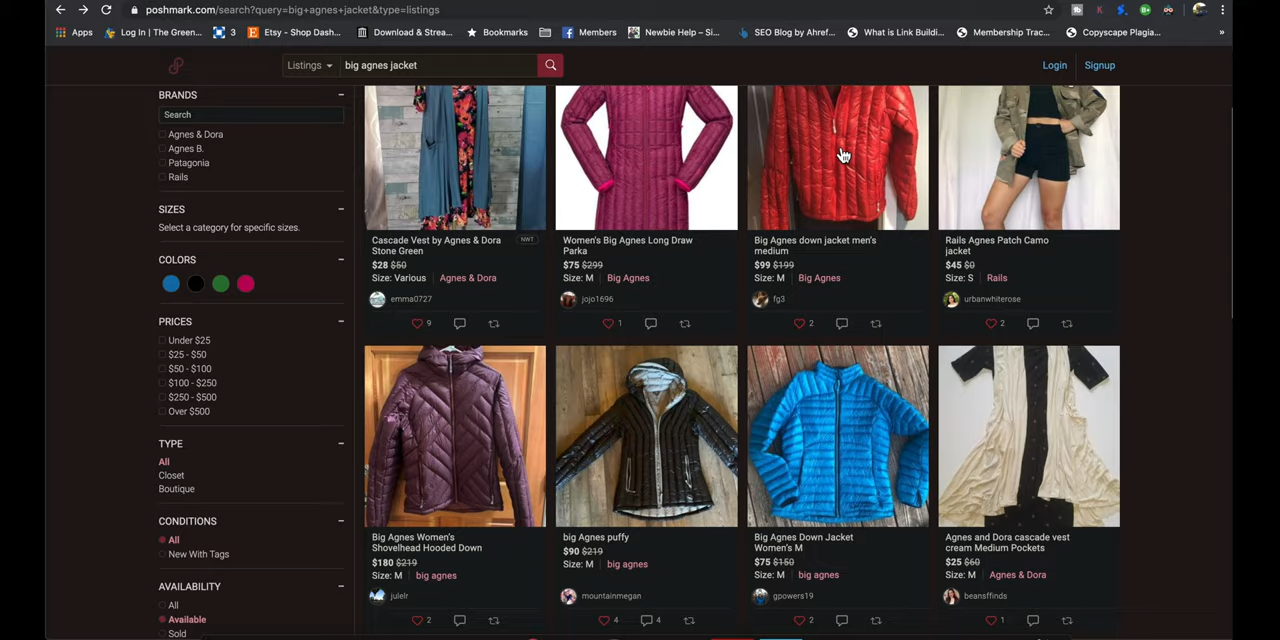 poshmark.com/search?query=big+agnes+jacket&type=listings
Apps Log In | The Green... 3 Etsy - Shop Dash... Download & Strea... Bookmarks Members Newbie Help – Si... SEO Blog by Ahref... What is Link Buildi... Membership Trac... Copyscape Plagia... »
Listings big agnes jacket Login Signup
BRANDS
Search
Agnes & Dora
Agnes B.
Patagonia
Rails
SIZES
Select a category for specific sizes.
COLORS
PRICES
Under $25
$25 - $50
$50 - $100
$100 - $250
$250 - $500
Over $500
TYPE
All
Closet
Boutique
CONDITIONS
All
New With Tags
AVAILABILITY
All
Available
Sold
Cascade Vest by Agnes & Dora
Stone Green
NWT
$28 $50
Size: Various Agnes & Dora
emma0727
9
Women's Big Agnes Long Draw
Parka
$75 $299
Size: M Big Agnes
jojo1696
1
Big Agnes down jacket men's
medium
$99 $199
Size: M Big Agnes
fg3
2
Rails Agnes Patch Camo
jacket
$45 $0
Size: S Rails
urbanwhiterose
2
Big Agnes Women's
Shovelhead Hooded Down
$180 $219
Size: M big agnes
julelr
2
big Agnes puffy
$90 $219
Size: M big agnes
mountainmegan
4 4
Big Agnes Down Jacket
Women's M
$75 $150
Size: M big agnes
gpowers19
2
Agnes and Dora cascade vest
cream Medium Pockets
$25 $60
Size: M Agnes & Dora
beansffinds
1